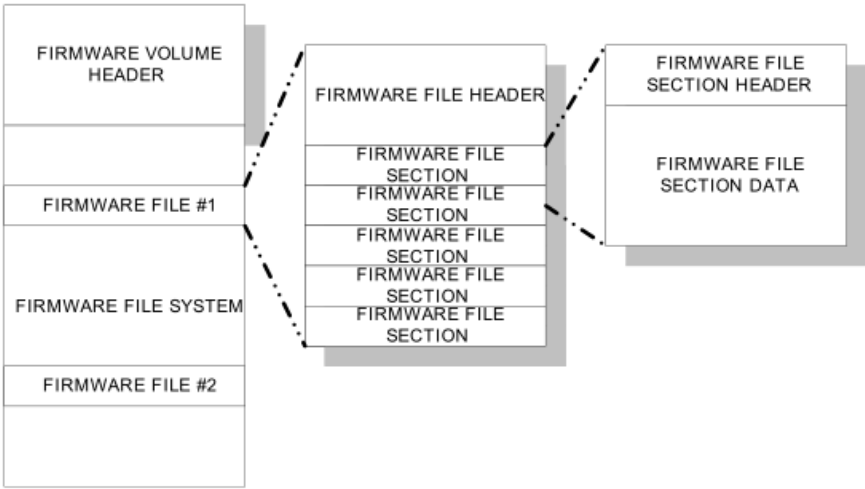 FIRMWARE VOLUME
HEADER
FIRMWARE FILE #1
FIRMWARE FILE SYSTEM
FIRMWARE FILE #2
FIRMWARE FILE HEADER
FIRMWARE FILE
SECTION
FIRMWARE FILE
SECTION
FIRMWARE FILE
SECTION
FIRMWARE FILE
SECTION
FIRMWARE FILE
SECTION
FIRMWARE FILE
SECTION HEADER
FIRMWARE FILE
SECTION DATA